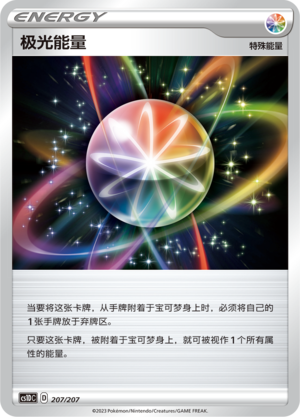 ENERGY
极光能量
特殊能量
当要将这张卡牌，从手牌附着于宝可梦身上时，必须将自己的
1张手牌放于弃牌区。
只要这张卡牌，被附着于宝可梦身上，就可被视作1个所有属
性的能量。
CS1D C D 207/207
©2023 Pokémon/Nintendo/Creatures/GAME FREAK.